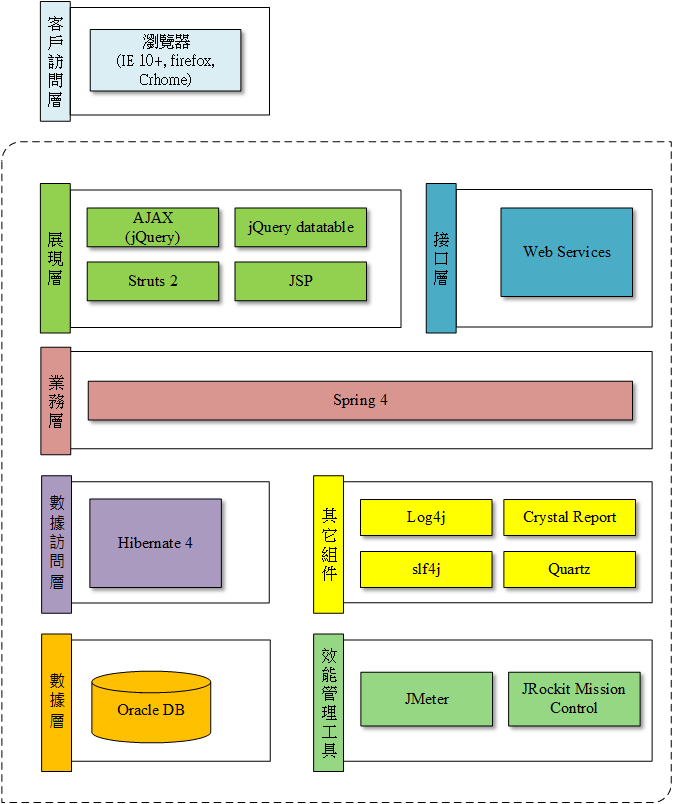 客戶訪問層
瀏覽器
(IE 10+, firefox,
Crhome)
展現層
AJAX
(jQuery)
jQuery datatable
Struts 2
JSP
接口層
Web Services
業務層
Spring 4
數據訪問層
Hibernate 4
其它組件
Log4j
Crystal Report
slf4j
Quartz
數據層
Oracle DB
效能管理工具
JMeter
JRockit Mission
Control